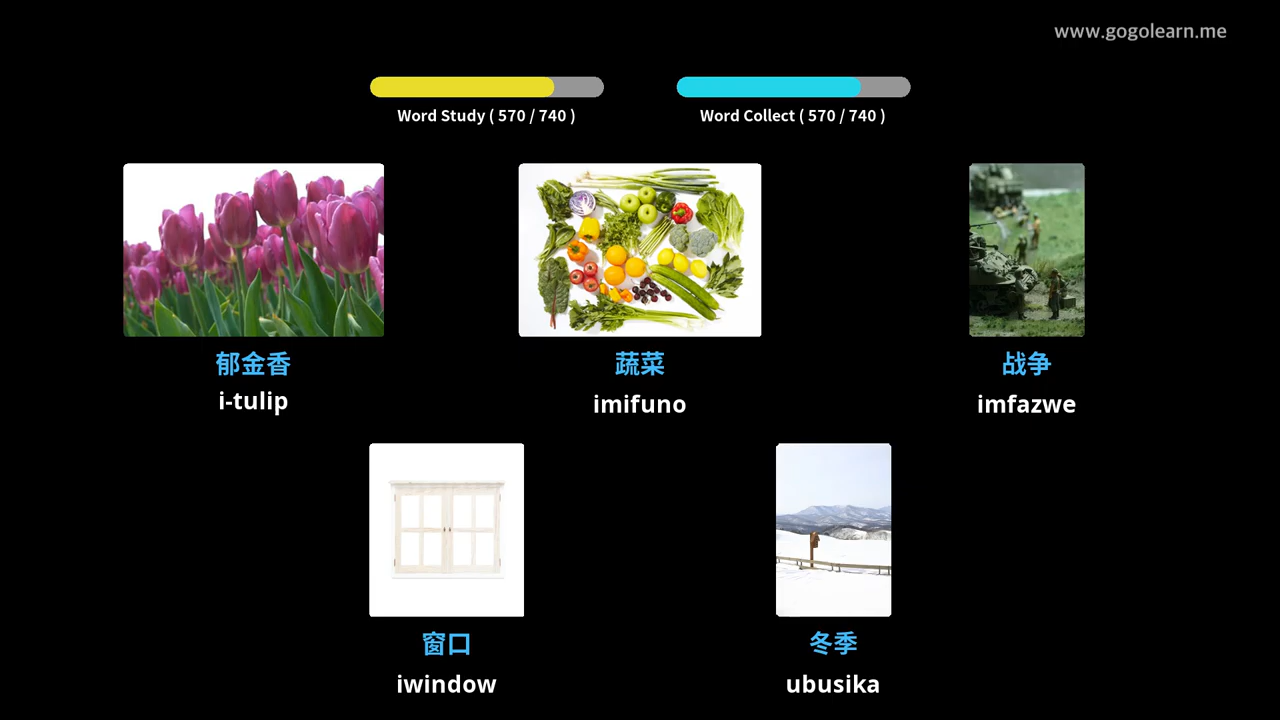 www.gogolearn.me
Word Study ( 570 / 740 )
Word Collect ( 570 / 740 )
郁金香
i-tulip
蔬菜
imifuno
战争
imfazwe
窗口
iwindow
冬季
ubusika